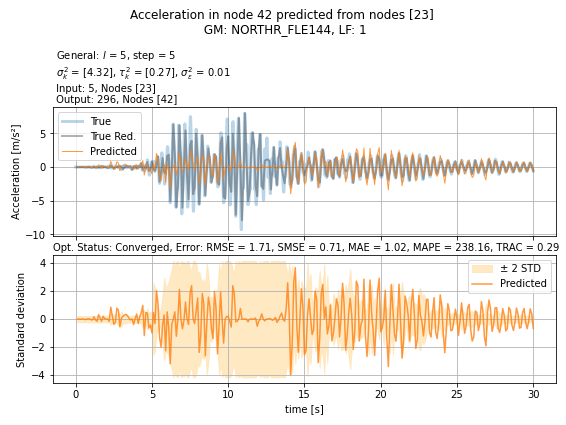 Acceleration in node 42 predicted from nodes [23]
GM: NORTHR_FLE144, LF: 1
General: l = 5, step = 5
σ²ₖ = [4.32], τ²ₖ = [0.27], σ²ₑ = 0.01
Input: 5, Nodes [23]
Output: 296, Nodes [42]
True
True Red.
Predicted
Acceleration [m/s²]
5
0
−5
−10
Opt. Status: Converged, Error: RMSE = 1.71, SMSE = 0.71, MAE = 1.02, MAPE = 238.16, TRAC = 0.29
± 2 STD
Predicted
Standard deviation
4
2
0
−2
−4
0 5 10 15 20 25 30
time [s]